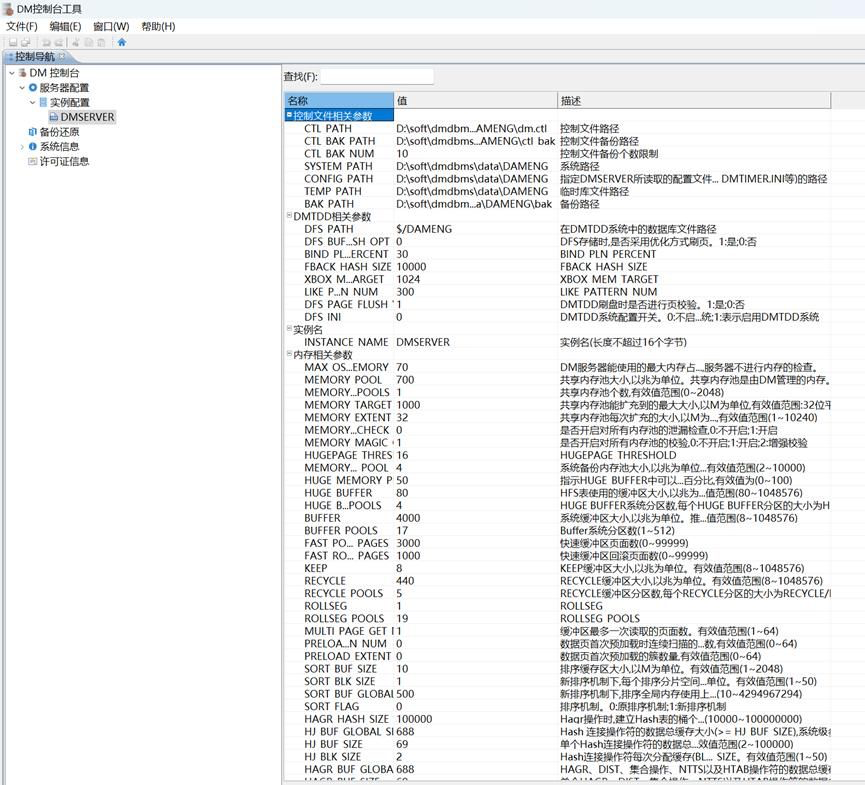 DM控制台工具
文件(F) 编辑(E) 窗口(W) 帮助(H)
控制导航
DM 控制台
服务器配置
实例配置
DMSERVER
备份还原
系统信息
许可证信息
查找(F):
名称 值 描述
控制文件相关参数
CTL PATH D:\soft\dmdbm...AMENG\dm.ctl 控制文件路径
CTL BAK PATH D:\soft\dmdbms...AMENG\ctl bak 控制文件备份路径
CTL BAK NUM 10 控制文件备份个数限制
SYSTEM PATH D:\soft\dmdbms\data\DAMENG 系统路径
CONFIG PATH D:\soft\dmdbms\data\DAMENG 指定DMSERVER所读取的配置文件... DMTIMER.INI等)的路径
TEMP PATH D:\soft\dmdbms\data\DAMENG 临时库文件路径
BAK PATH D:\soft\dmdbm...a\DAMENG\bak 备份路径
DMTDD相关参数
DFS PATH $/DAMENG 在DMTDD系统中的数据库文件路径
DFS BUF...SH OPT 0 DFS存储时,是否采用优化方式刷页。1:是;0:否
BIND PL...ERCENT 30 BIND PLN PERCENT
FBACK HASH SIZE 10000 FBACK HASH SIZE
XBOX M...ARGET 1024 XBOX MEM TARGET
LIKE P...N NUM 300 LIKE PATTERN NUM
DFS PAGE FLUSH 1 DMTDD刷盘时是否进行页校验。1:是;0:否
DFS INI 0 DMTDD系统配置开关。0:不启...统;1:表示启用DMTDD系统
实例名
INSTANCE NAME DMSERVER 实例名(长度不超过16个字节)
内存相关参数
MAX OS...EMORY 70 DM服务器能使用的最大内存占...,服务器不进行内存的检查。
MEMORY POOL 700 共享内存池大小,以兆为单位。共享内存池是由DM管理的内存。
MEMORY...POOLS 1 共享内存池个数,有效值范围(0~2048)
MEMORY TARGET 1000 共享内存池能扩充到的最大大小,以M为单位,有效值范围:32位平
MEMORY EXTENT 32 共享内存池每次扩充的大小,以M为...,有效值范围(1~10240)
MEMORY...CHECK 0 是否开启对所有内存池的泄漏检查,0:不开启;1:开启
MEMORY MAGIC 1 是否开启对所有内存池的校验,0:不开启;1:开启;2:增强校验
HUGEPAGE THRES 16 HUGEPAGE THRESHOLD
MEMORY... POOL 4 系统备份内存池大小,以兆为单位...有效值范围(2~10000)
HUGE MEMORY P 50 指示HUGE BUFFER中可以...百分比,有效值为(0~100)
HUGE BUFFER 80 HFS表使用的缓冲区大小,以兆为...值范围(80~1048576)
HUGE B...POOLS 4 HUGE BUFFER系统分区数,每个HUGE BUFFER分区的大小为H
BUFFER 4000 系统缓冲区大小,以兆为单位。推...值范围(8~1048576)
BUFFER POOLS 17 Buffer系统分区数(1~512)
FAST PO... PAGES 3000 快速缓冲区页面数(0~99999)
FAST RO... PAGES 1000 快速缓冲区回滚页面数(0~99999)
KEEP 8 KEEP缓冲区大小,以兆为单位。有效值范围(8~1048576)
RECYCLE 440 RECYCLE缓冲区大小,以兆为单位。有效值范围(8~1048576)
RECYCLE POOLS 5 RECYCLE缓冲区分区数,每个RECYCLE分区的大小为RECYCLE/
ROLLSEG 1 ROLLSEG
ROLLSEG POOLS 19 ROLLSEG POOLS
MULTI PAGE GET 1 缓冲区最多一次读取的页面数。有效值范围(1~64)
PRELOA...N NUM 0 数据页首次预加载时连续扫描的...数,有效值范围(0~64)
PRELOAD EXTENT 0 数据页首次预加载的簇数量,有效值范围(0~64)
SORT BUF SIZE 10 排序缓存区大小,以M为单位。有效值范围(1~2048)
SORT BLK SIZE 1 新排序机制下,每个排序分片空间...单位。有效值范围(1~50)
SORT BUF GLOBAL 500 新排序机制下,排序全局内存使用上...(10~4294967294)
SORT FLAG 0 排序机制。0:原排序机制;1:新排序机制
HAGR HASH SIZE 100000 Hagr操作时,建立Hash表的桶个...(10000~100000000)
HJ BUF GLOBAL SI 688 Hash 连接操作符的数据总缓存大小(>= HJ BUF SIZE),系统级
HJ BUF SIZE 69 单个Hash连接操作符的数据总...效值范围(2~100000)
HJ BLK SIZE 2 Hash连接操作符每次分配缓存(BL... SIZE。有效值范围(1~50)
HAGR BUF GLOBA 688 HAGR、DIST、集合操作、NTTS以及HTAB操作符的数据总缓